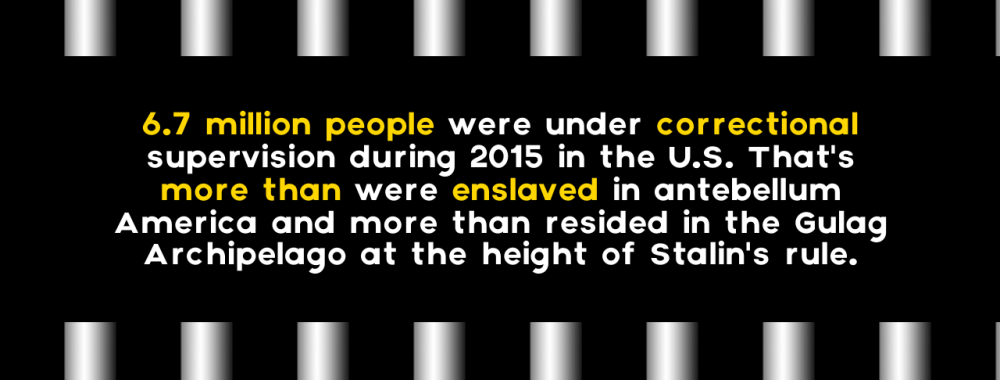 6.7 million people were under correctional
supervision during 2015 in the U.S. That's
more than were enslaved in antebellum
America and more than resided in the Gulag
Archipelago at the height of Stalin's rule.